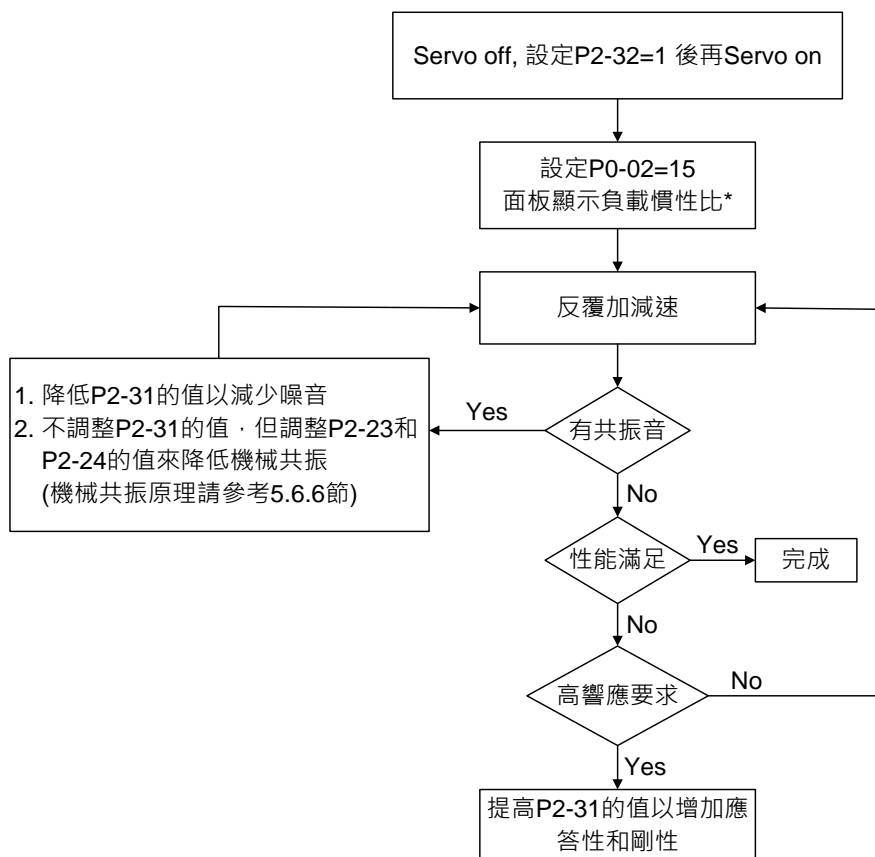 Servo off, 設定P2-32=1 後再Servo on
設定P0-02=15
面板顯示負載慣性比*
反覆加減速
1. 降低P2-31的值以減少噪音
2. 不調整P2-31的值，但調整P2-23和
P2-24的值來降低機械共振
(機械共振原理請參考5.6.6節)
Yes
有共振音
No
性能滿足
Yes
完成
No
高響應要求
No
Yes
提高P2-31的值以增加應
答性和剛性